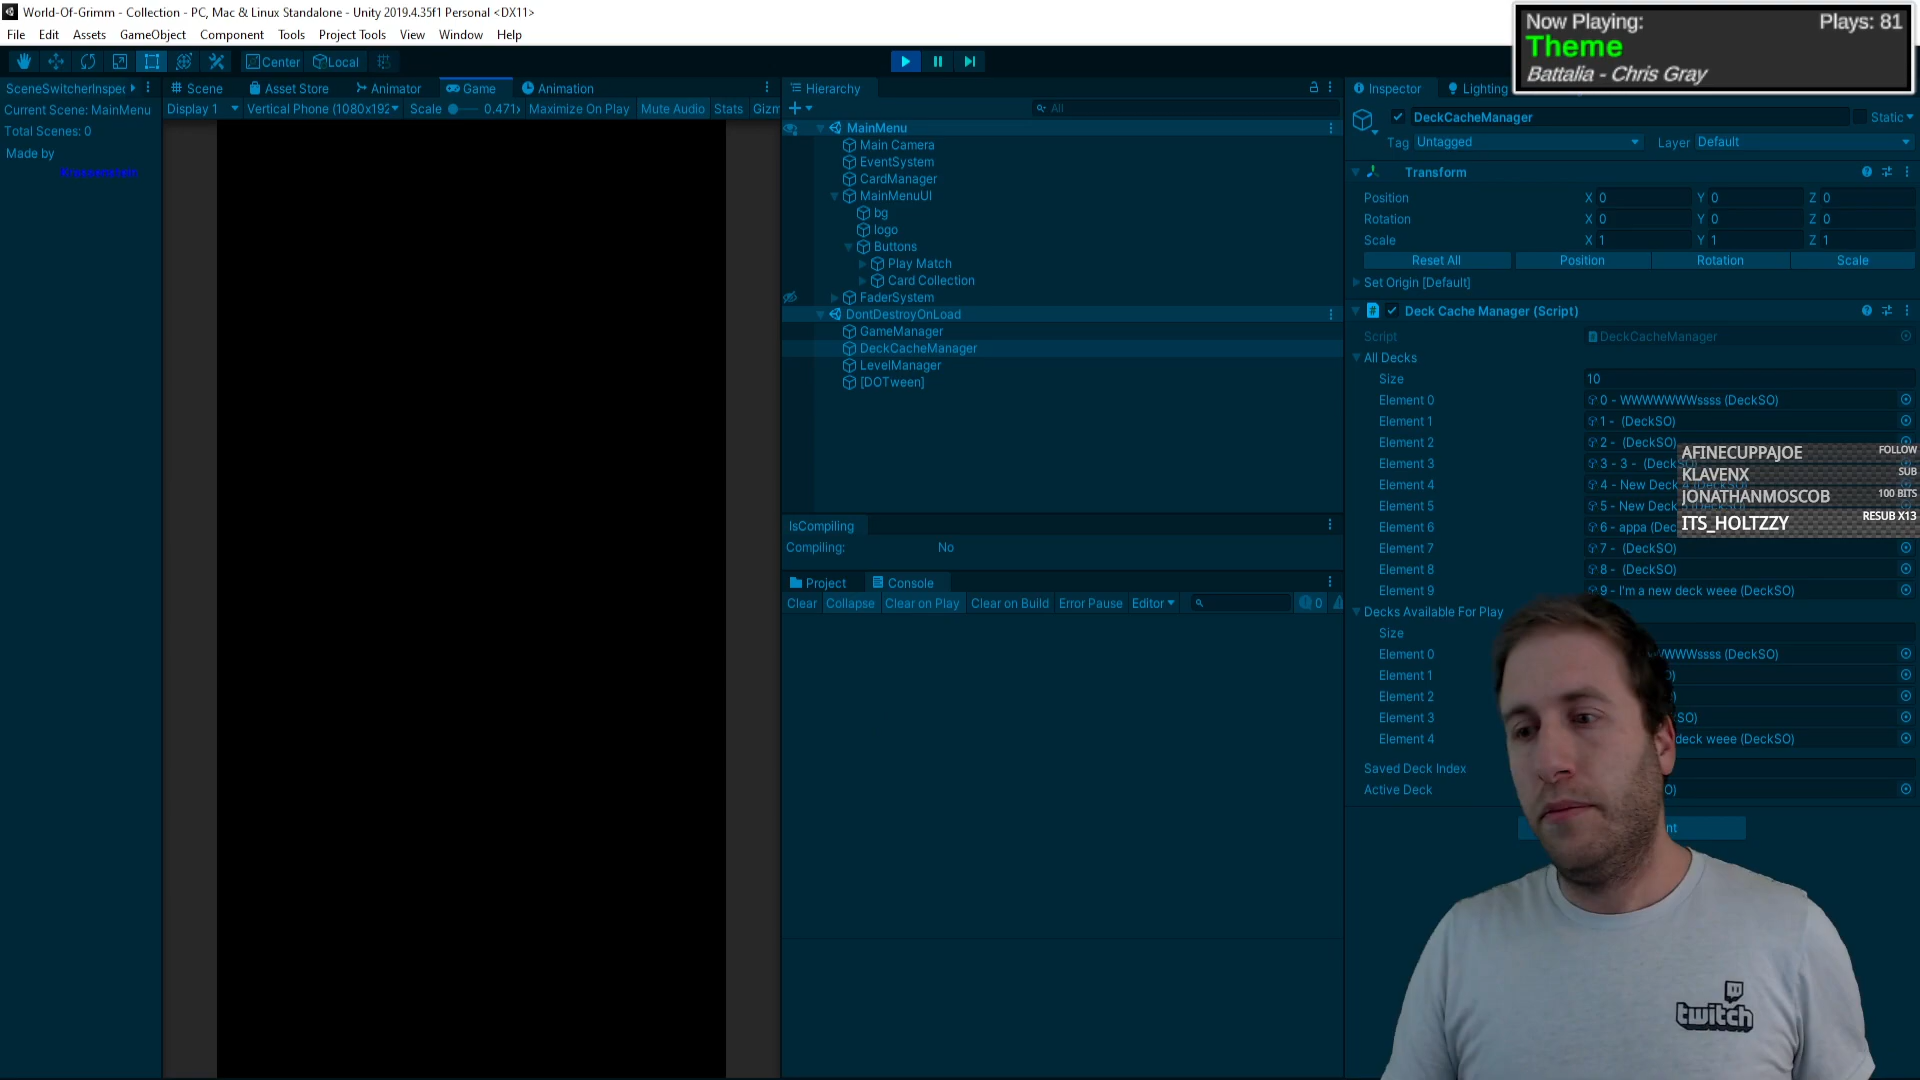 World-Of-Grimm - Collection - PC, Mac & Linux Standalone - Unity 2019.4.35f1 Personal <DX11>
File Edit Assets GameObject Component Tools Project Tools View Window Help
Center Local
SceneSwitcherInspec
Current Scene: MainMenu
Total Scenes: 0
Made by
Scene Asset Store Animator Game Animation
Display 1 Vertical Phone (1080x192 Scale 0.471 Maximize On Play Mute Audio Stats Gizm
Hierarchy
All
MainMenu
Main Camera
EventSystem
CardManager
MainMenuUI
bg
logo
Buttons
Play Match
Card Collection
FaderSystem
DontDestroyOnLoad
GameManager
DeckCacheManager
LevelManager
[DOTween]
IsCompiling
Compiling: No
Project Console
Clear Collapse Clear on Play Clear on Build Error Pause Editor 0
Now Playing: Plays: 81
Theme
Battalia - Chris Gray
Inspector Lighting
DeckCacheManager Static
Tag Untagged Layer Default
Transform
Position X 0 Y 0 Z 0
Rotation X 0 Y 0 Z 0
Scale X 1 Y 1 Z 1
Reset All Position Rotation Scale
Set Origin [Default]
Deck Cache Manager (Script)
Script DeckCacheManager
All Decks
Size 10
Element 0 0 - WWWWWWWssss (DeckSO)
Element 1 1 - (DeckSO)
Element 2 2 - (DeckSO)
Element 3 3 - 3 - (Deck
Element 4 4 - New Deck
Element 5 5 - New Deck
Element 6 6 - appa (Dec
Element 7 7 - (DeckSO)
Element 8 8 - (DeckSO)
Element 9 9 - I'm a new deck weee (DeckSO)
AFINECUPPAJOE FOLLOW
KLAVENX SUB
JONATHANMOSCOB 100 BITS
ITS_HOLTZZY RESUB X13
Decks Available For Play
Size
Element 0 WWWssss (DeckSO)
Element 1
Element 2
Element 3 SO)
Element 4 deck weee (DeckSO)
Saved Deck Index
Active Deck O)
nt
twitch